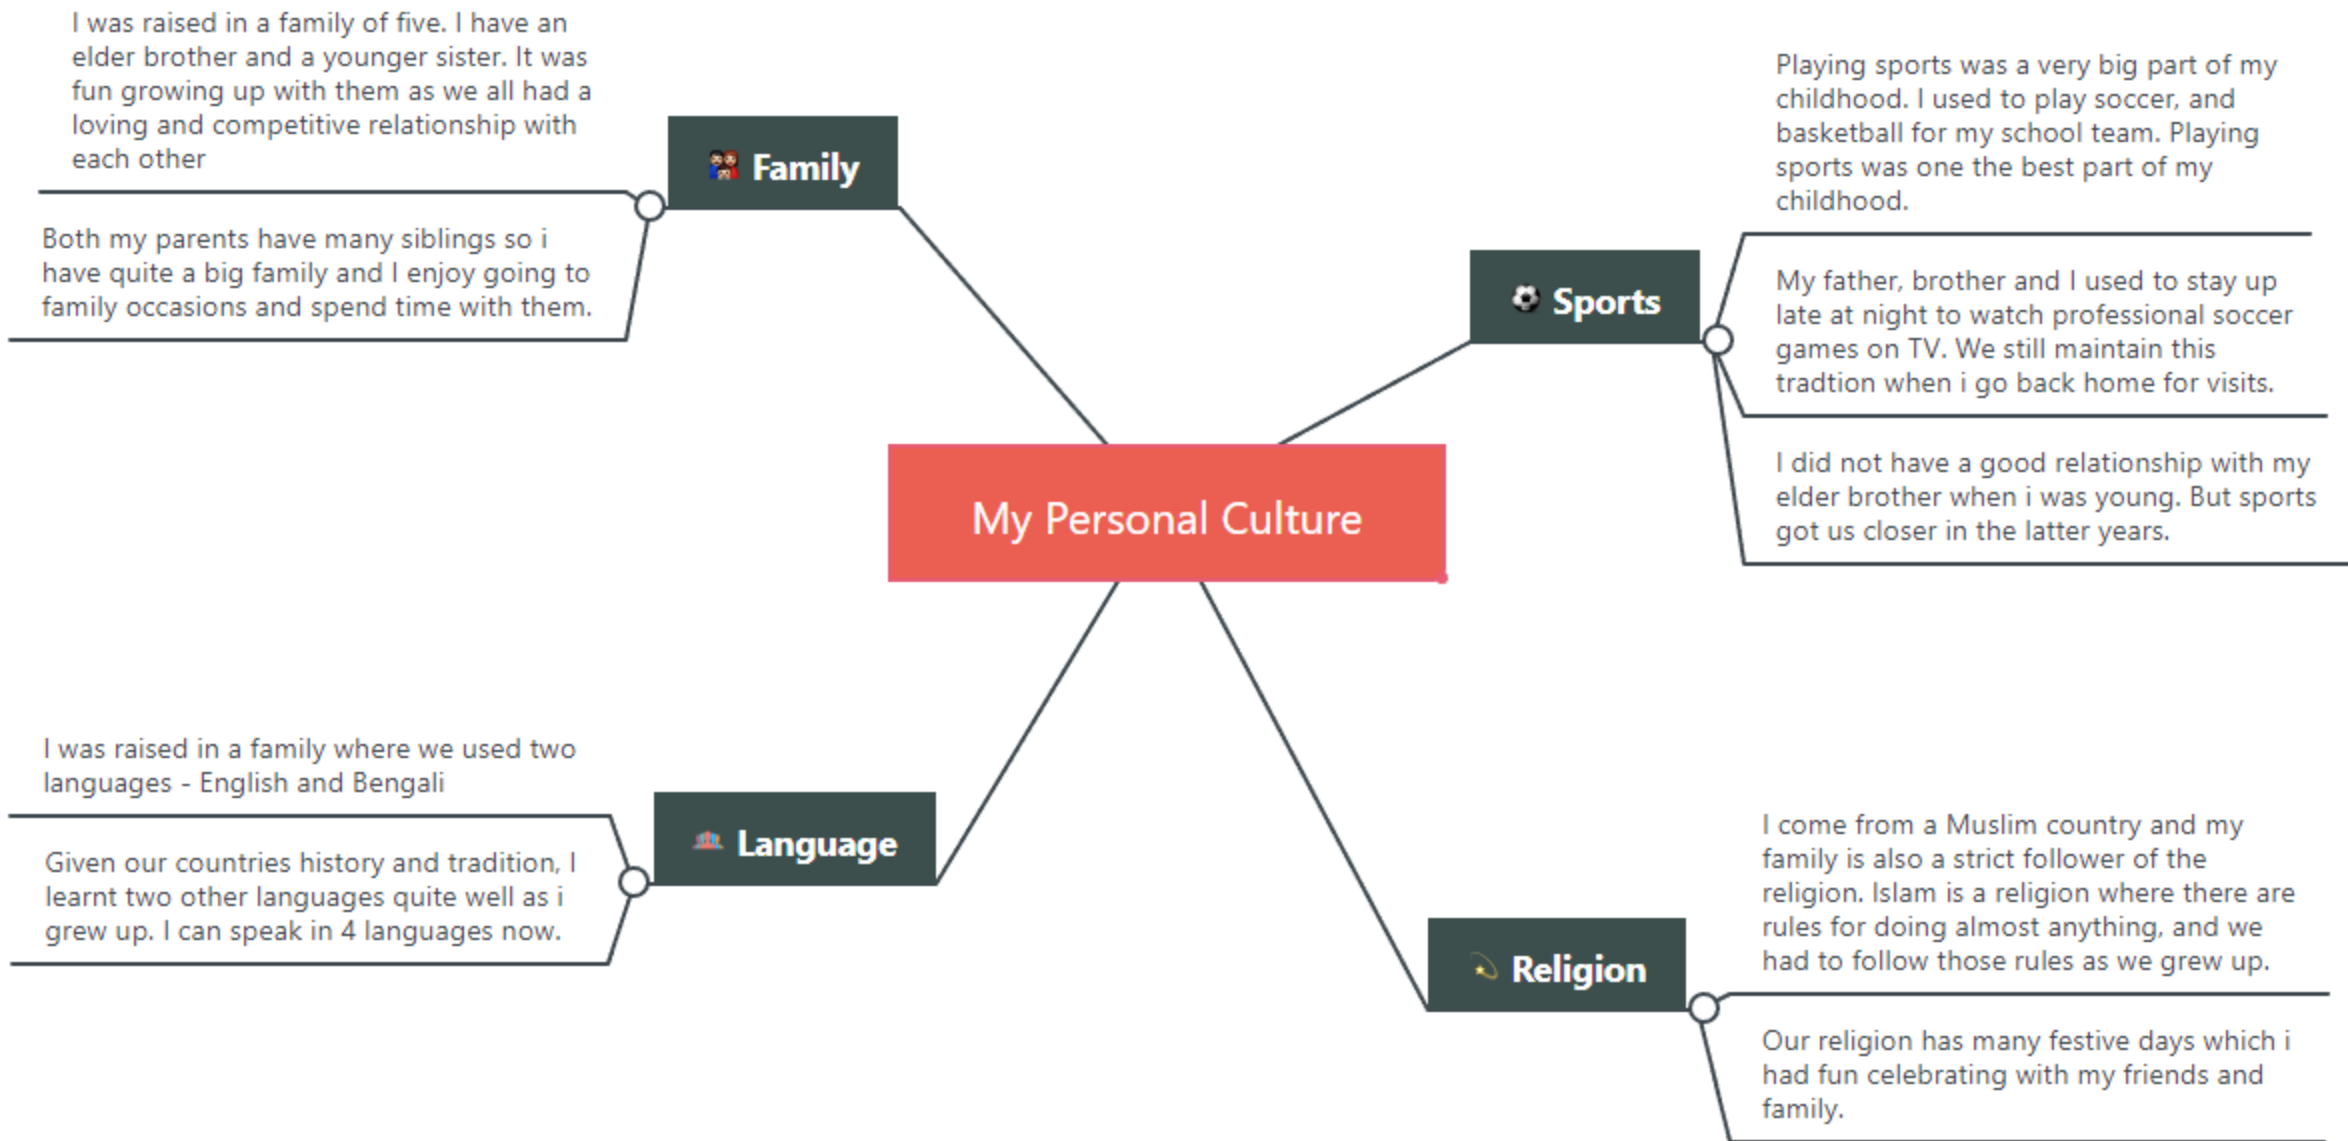 I was raised in a family of five. I have an
elder brother and a younger sister. It was
fun growing up with them as we all had a
loving and competitive relationship with
each other
Both my parents have many siblings so i
have quite a big family and I enjoy going to
family occasions and spend time with them.
Family
Playing sports was a very big part of my
childhood. I used to play soccer, and
basketball for my school team. Playing
sports was one the best part of my
childhood.
My father, brother and I used to stay up
late at night to watch professional soccer
games on TV. We still maintain this
tradtion when i go back home for visits.
I did not have a good relationship with my
elder brother when i was young. But sports
got us closer in the latter years.
Sports
My Personal Culture
I was raised in a family where we used two
languages - English and Bengali
Given our countries history and tradition, I
learnt two other languages quite well as i
grew up. I can speak in 4 languages now.
Language
I come from a Muslim country and my
family is also a strict follower of the
religion. Islam is a religion where there are
rules for doing almost anything, and we
had to follow those rules as we grew up.
Our religion has many festive days which i
had fun celebrating with my friends and
family.
Religion